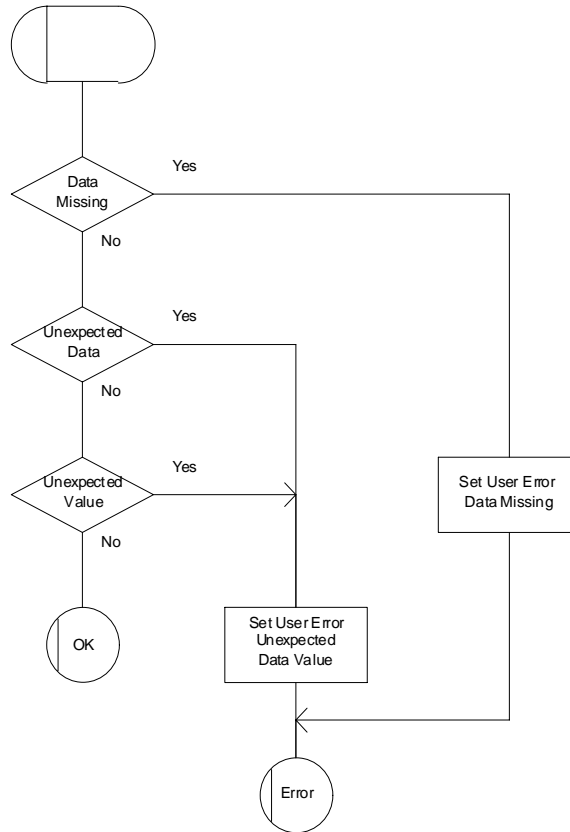 Yes
Data
Missing
No
Yes
Unexpected
Data
No
Yes
Unexpected
Value
Set User Error
Data Missing
No
OK
Set User Error
Unexpected
Data Value
Error